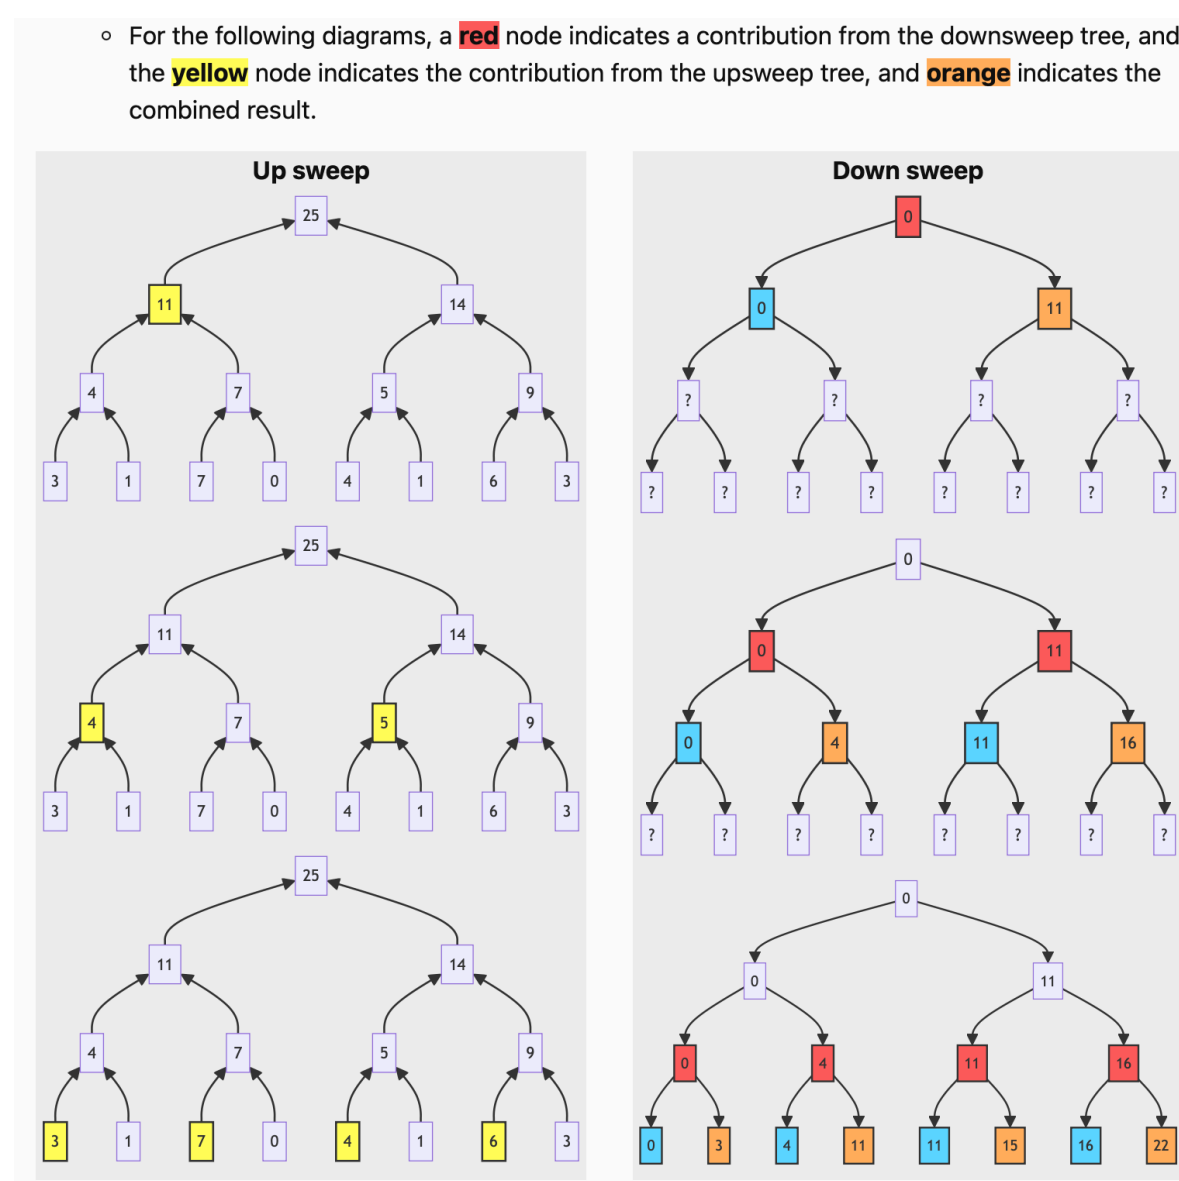 For the following diagrams, a red node indicates a contribution from the downsweep tree, and
the yellow node indicates the contribution from the upsweep tree, and orange indicates the
combined result.
Up sweep
25
11 14
4 7 5 9
3 1 7 0 4 1 6 3
25
11 14
4 7 5 9
3 1 7 0 4 1 6 3
25
11 14
4 7 5 9
3 1 7 0 4 1 6 3
Down sweep
0
0 11
? ? ? ?
? ? ? ? ? ? ? ?
0
0 11
0 4 11 16
? ? ? ? ? ? ? ?
0
0 11
0 4 11 16
0 3 4 11 11 15 16 22